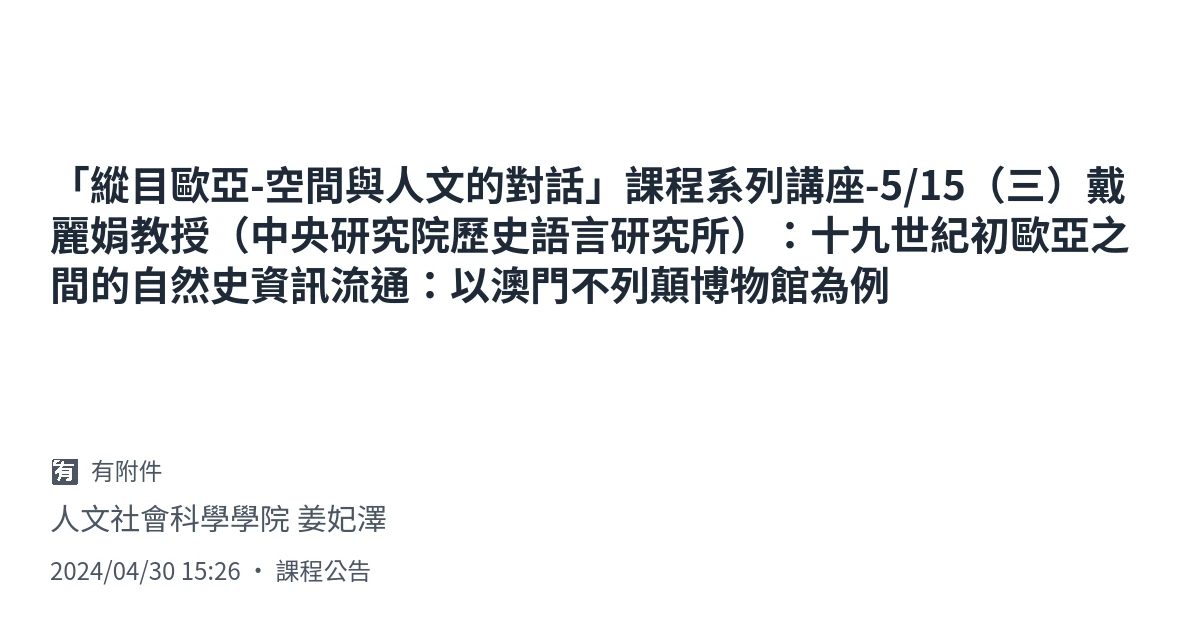 「縱目歐亞-空間與人文的對話」課程系列講座-5/15（三）戴
麗娟教授（中央研究院歷史語言研究所）：十九世紀初歐亞之
間的自然史資訊流通：以澳門不列顛博物館為例
有 有附件
人文社會科學學院 姜妃澤
2024/04/30 15:26 ・ 課程公告